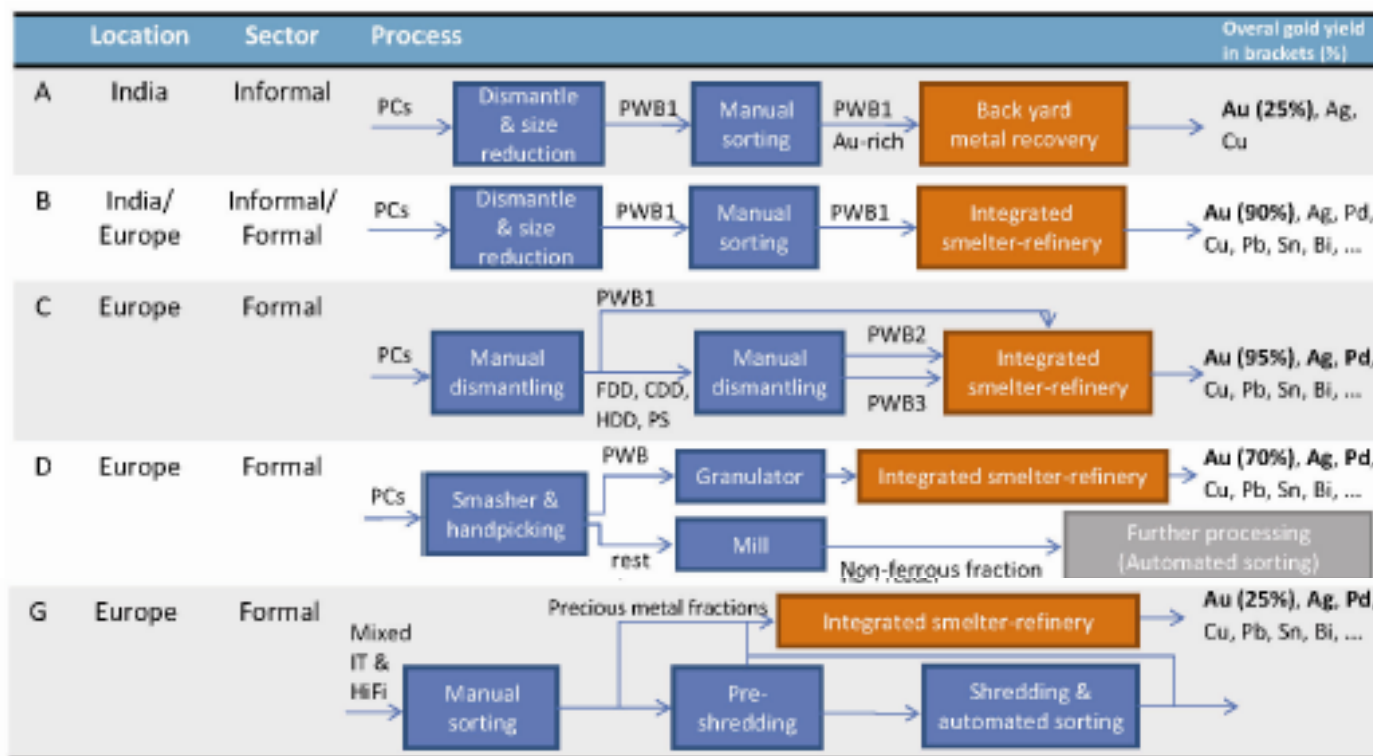 Location Sector Process Overal gold yield
in brackets (%)
A India Informal
PCs
Dismantle
& size
reduction
PWB1
Manual
sorting
PWB1
Au-rich
Back yard
metal recovery
Au (25%), Ag,
Cu
B India/
Europe
Informal/
Formal
PCs
Dismantle
& size
reduction
PWB1
Manual
sorting
PWB1
Integrated
smelter-refinery
Au (90%), Ag, Pd,
Cu, Pb, Sn, Bi, ...
C Europe Formal
PCs
Manual
dismantling
PWB1
FDD, CDD,
HDD, PS
Manual
dismantling
PWB2
PWB3
Integrated
smelter-refinery
Au (95%), Ag, Pd,
Cu, Pb, Sn, Bi, ...
D Europe Formal
PCs
Smasher &
handpicking
PWB
Granulator
Integrated smelter-refinery
Au (70%), Ag, Pd,
Cu, Pb, Sn, Bi, ...
rest
Mill
Non-ferrous fraction
Further processing
(Automated sorting)
G Europe Formal
Mixed
IT &
HiFi
Manual
sorting
Precious metal fractions
Integrated smelter-refinery
Au (25%), Ag, Pd,
Cu, Pb, Sn, Bi, ...
Pre-
shredding
Shredding &
automated sorting